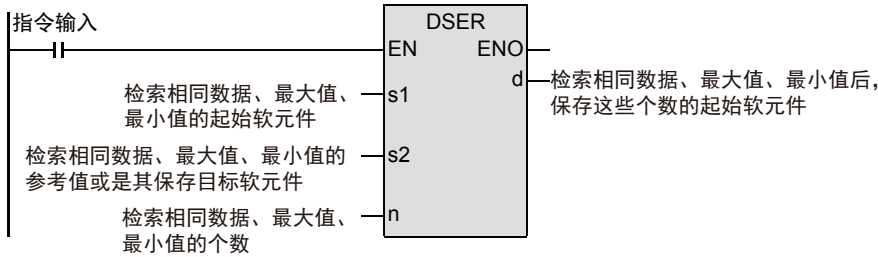 指令输入
DSER
EN
ENO
检索相同数据、最大值、
最小值的起始软元件
s1
d
检索相同数据、最大值、最小值后,
保存这些个数的起始软元件
检索相同数据、最大值、最小值的
参考值或是其保存目标软元件
s2
检索相同数据、最大值、
最小值的个数
n